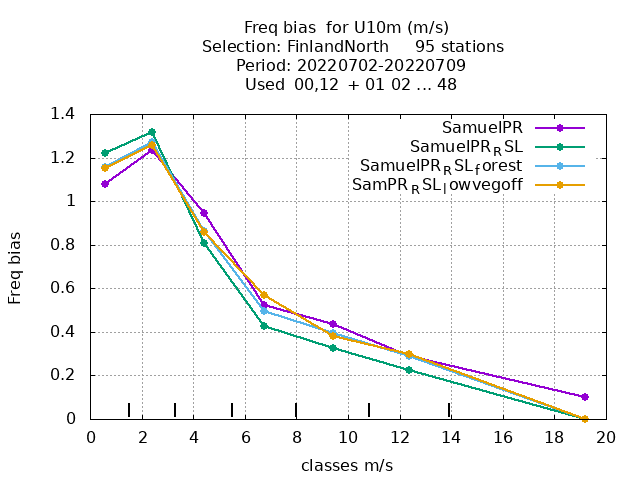 Freq bias  for U10m (m/s)
Selection: FinlandNorth     95 stations
Period: 20220702-20220709
Used  00,12  + 01 02 ... 48
SamuelPR
SamuelPR_RSL
SamuelPR_RSL_forest
SamPR_RSL_lowvegoff
1.4
1.2
1
0.8
0.6
0.4
0.2
0
Freq bias
0 2 4 6 8 10 12 14 16 18 20
classes m/s